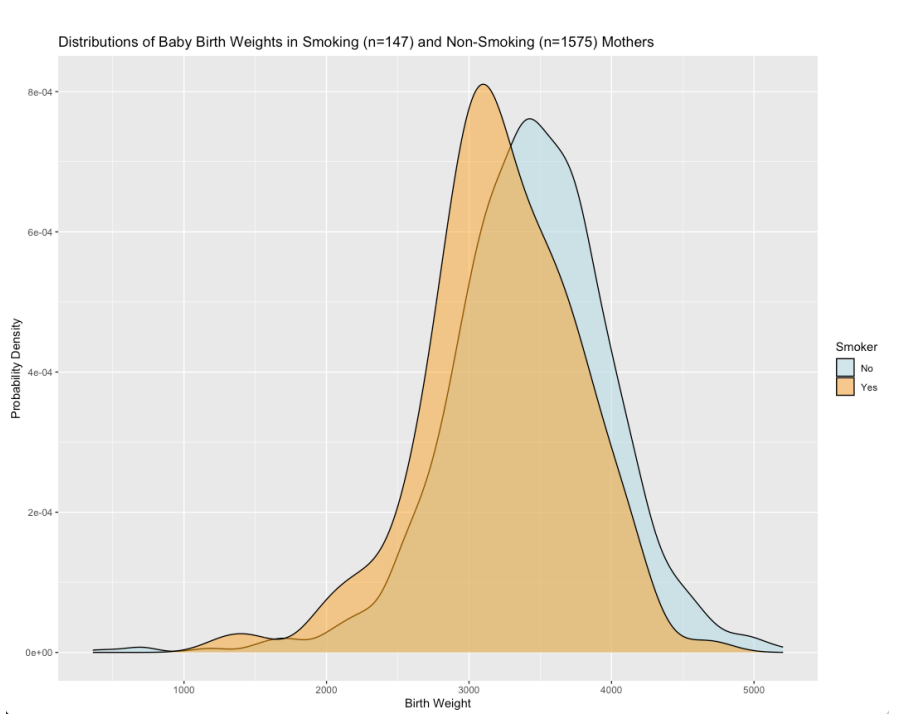 Distributions of Baby Birth Weights in Smoking (n=147) and Non-Smoking (n=1575) Mothers
8e-04
6e-04
4e-04
2e-04
0e+00
Probability Density
1000 2000 3000 4000 5000
Birth Weight
Smoker
No
Yes